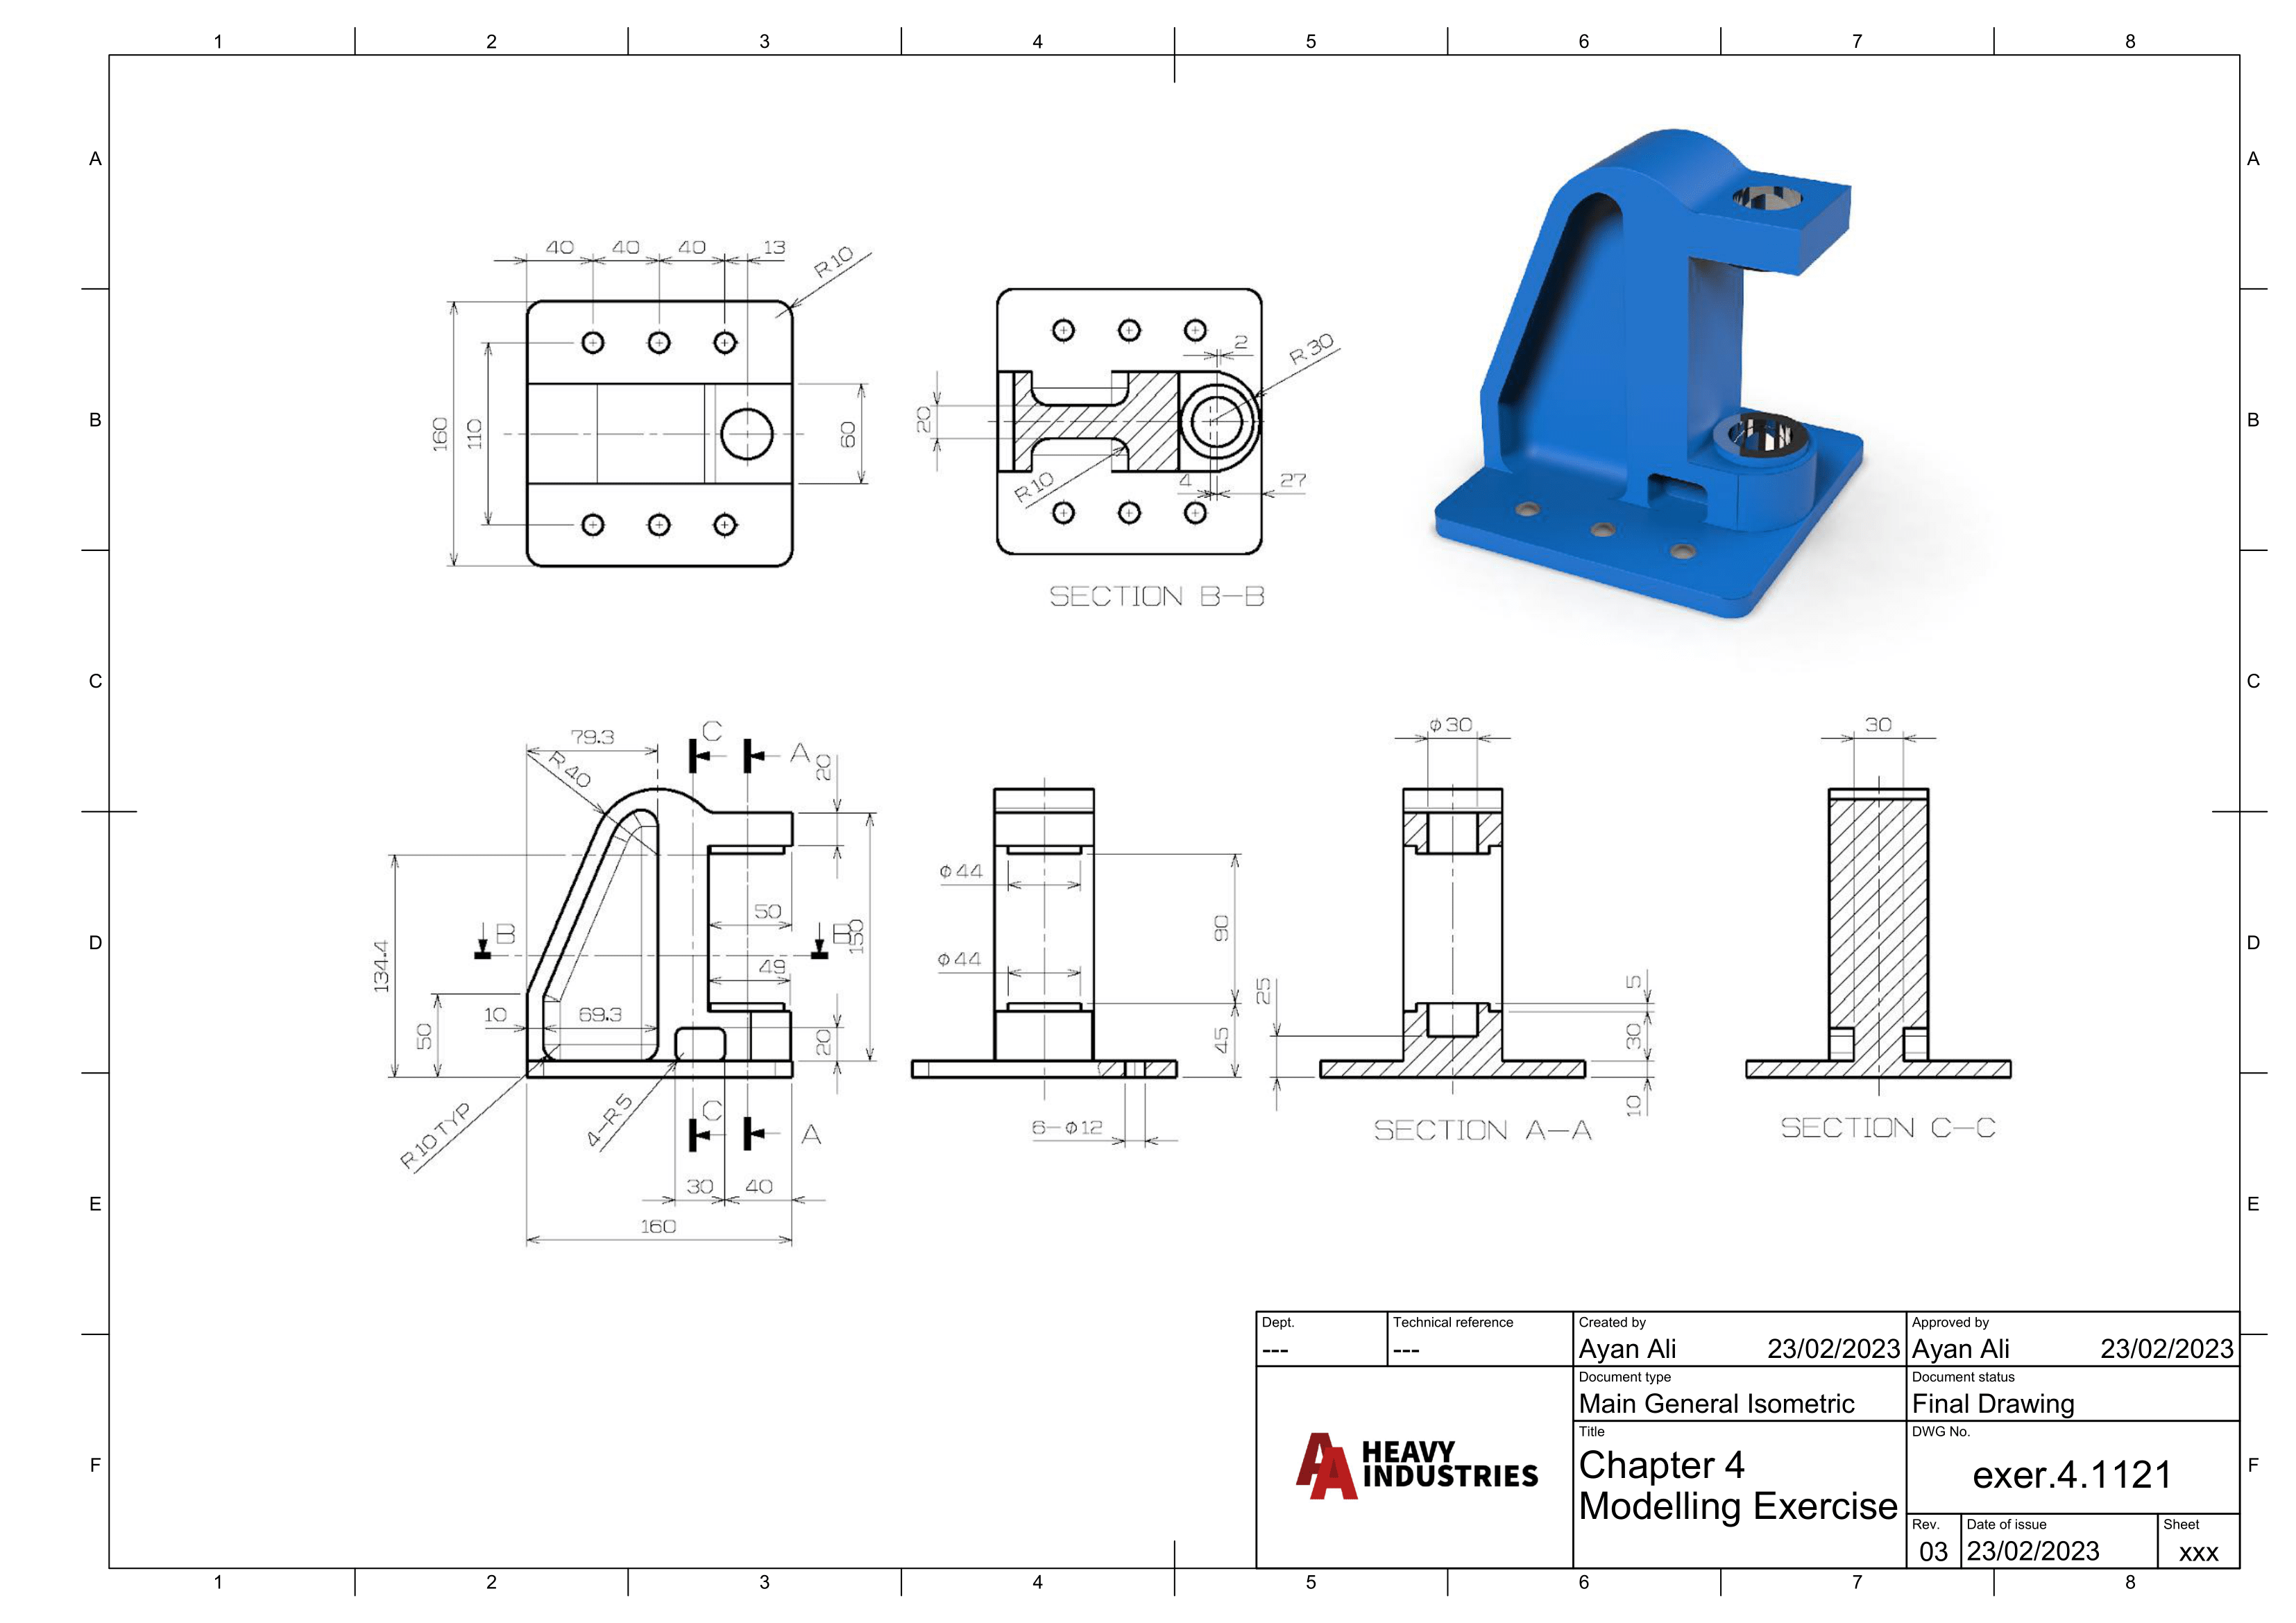 1 2 3 4 5 6 7 8
A A
B B
C C
D D
E E
F F
40 40 40 13
R10
160
110
60
2
R30
20
R10
4
27
SECTION B-B
79.3
R40
C
A
20
134.4
50
B
B
150
49
50
10
69.3
20
R10 TYP
4-R5
C
A
30 40
160
ϕ44
ϕ44
90
45
6-ϕ12
ϕ30
25
5
30
10
SECTION A-A
30
SECTION C-C
Dept.
---
Technical reference
---
Created by
Ayan Ali 23/02/2023
Approved by
Ayan Ali 23/02/2023
Document type
Main General Isometric
Document status
Final Drawing
AA HEAVY
INDUSTRIES
Title
Chapter 4
Modelling Exercise
DWG No.
exer.4.1121
Rev.
03
Date of issue
23/02/2023
Sheet
xxx
1 2 3 4 5 6 7 8